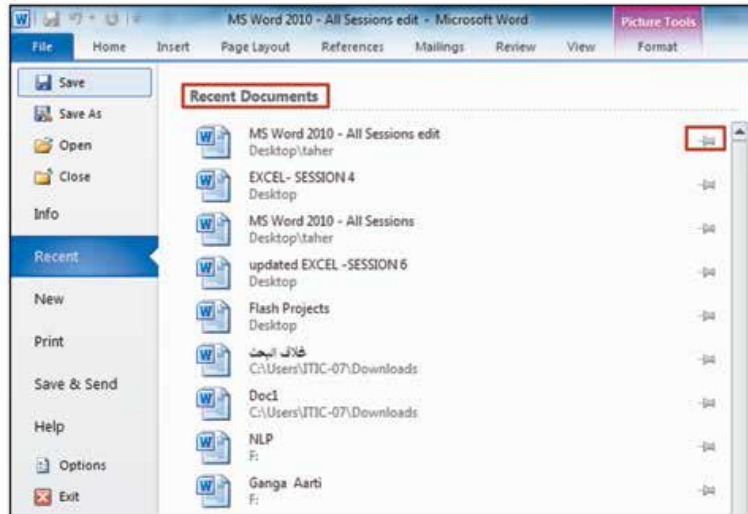 MS Word 2010 - All Sessions edit - Microsoft Word
Picture Tools
File Home Insert Page Layout References Mailings Review View Format
Save
Save As
Open
Close
Info
Recent
New
Print
Save & Send
Help
Options
Exit
Recent Documents
MS Word 2010 - All Sessions edit
Desktop\taher
EXCEL- SESSION 4
Desktop
MS Word 2010 - All Sessions
Desktop\taher
updated EXCEL -SESSION 6
Desktop
Flash Projects
Desktop
غلاف البحث
C:\Users\ITIC-07\Downloads
Doc1
C:\Users\ITIC-07\Downloads
NLP
F:
Ganga Aarti
F: